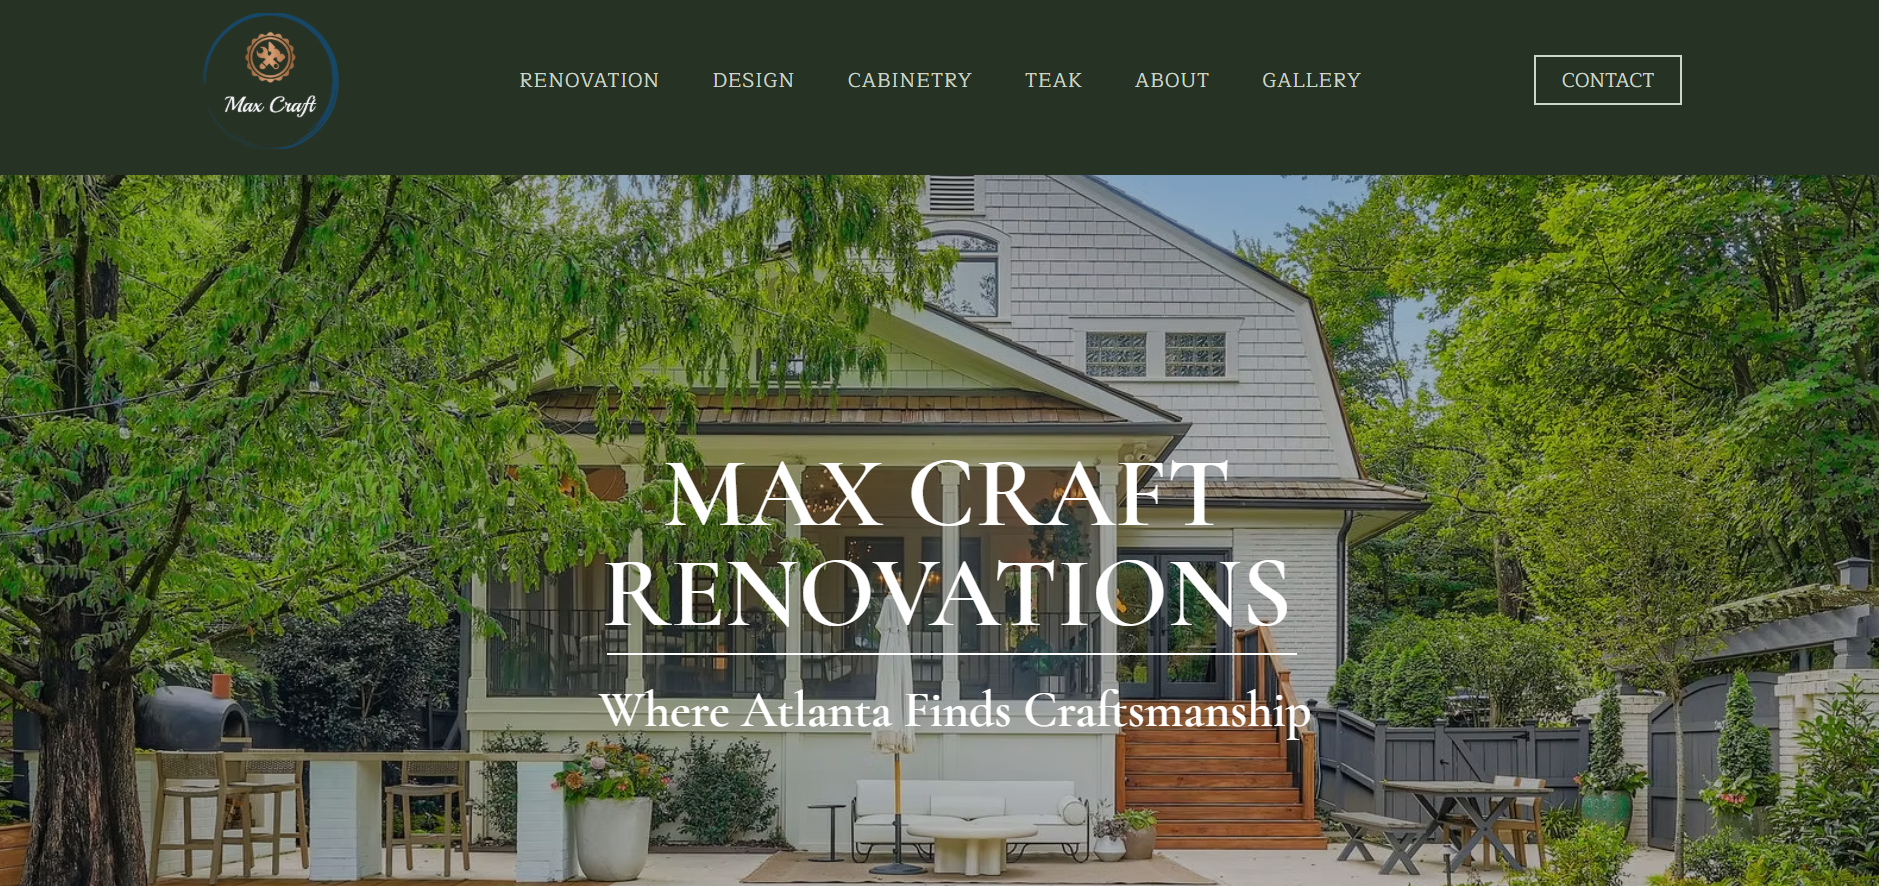 Max Craft
RENOVATION DESIGN CABINETRY TEAK ABOUT GALLERY CONTACT
MAX CRAFT
RENOVATIONS
Where Atlanta Finds Craftsmanship